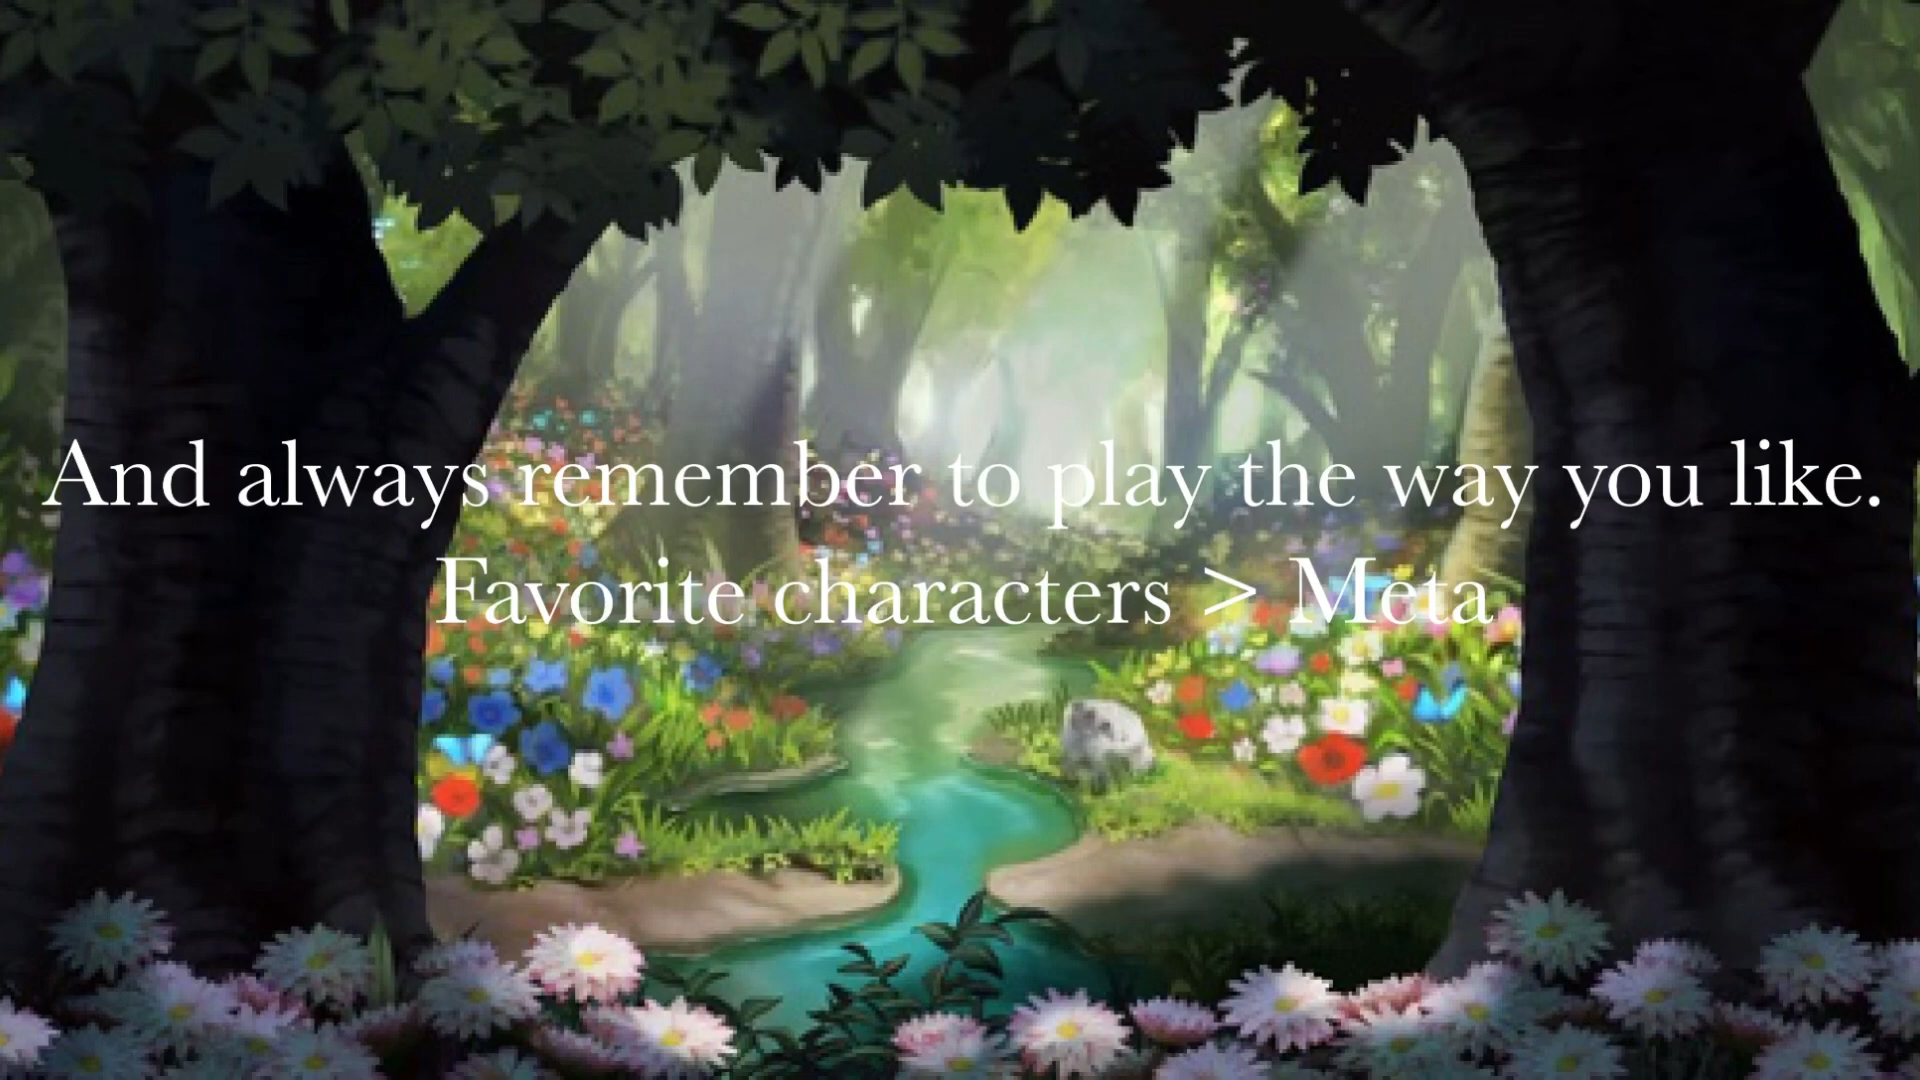 And always remember to play the way you like.
Favorite characters > Meta